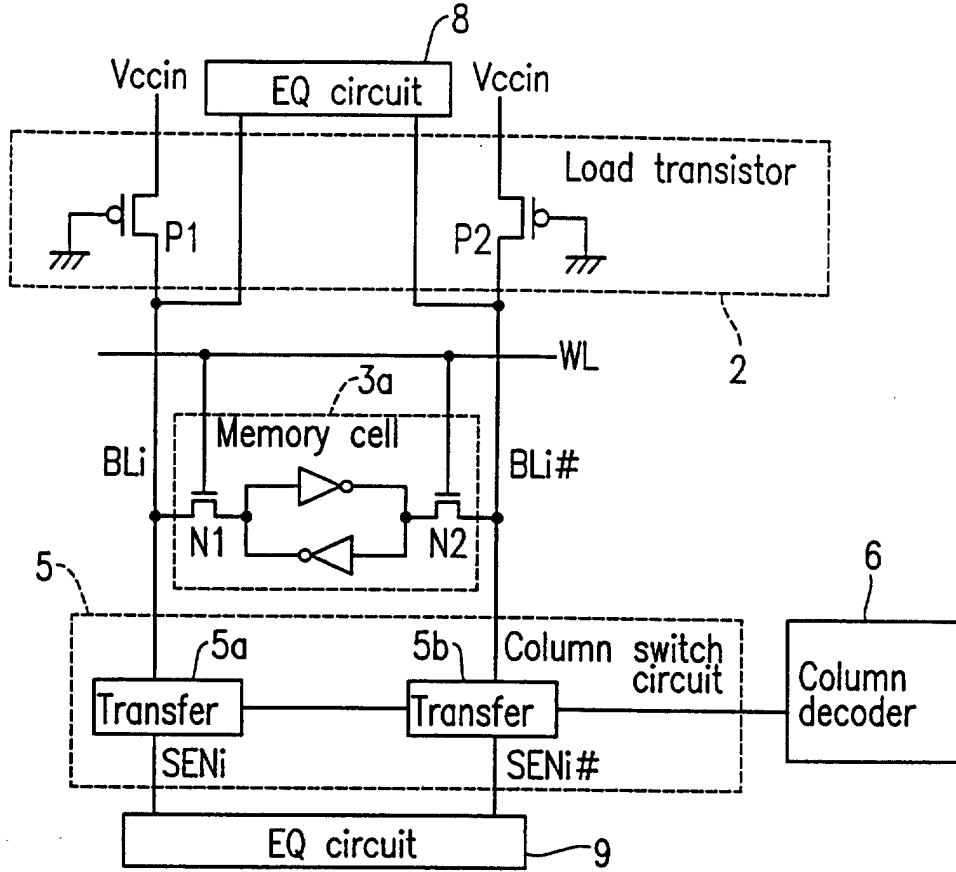 8
Vccin
EQ circuit
Vccin
Load transistor
P1
P2
2
WL
3a
Memory cell
BLi
BLi#
N1
N2
5
6
5a
5b
Column switch
circuit
Column
decoder
Transfer
Transfer
SENi
SENi#
EQ circuit
9